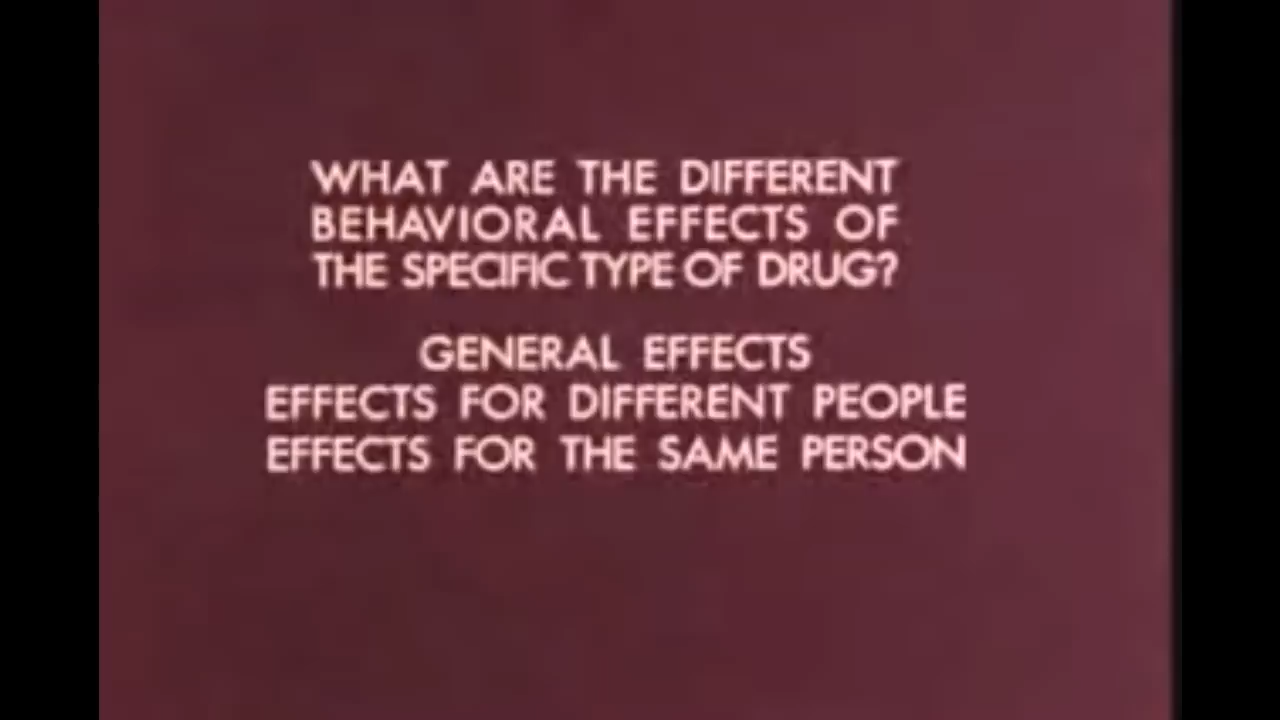 WHAT ARE THE DIFFERENT
BEHAVIORAL EFFECTS OF
THE SPECIFIC TYPE OF DRUG?
GENERAL EFFECTS
EFFECTS FOR DIFFERENT PEOPLE
EFFECTS FOR THE SAME PERSON